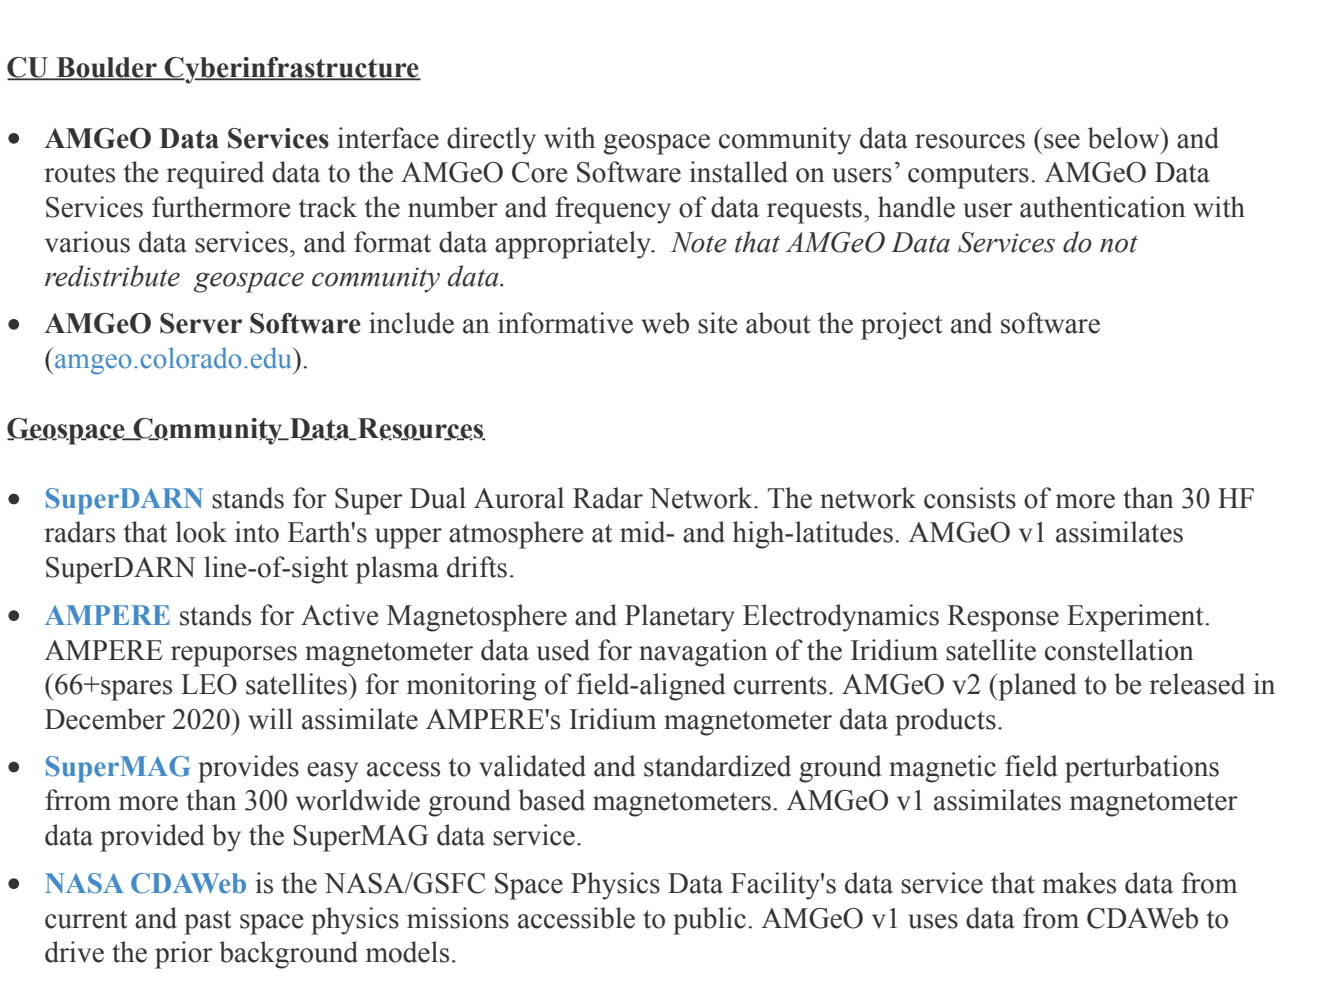 CU Boulder Cyberinfrastructure
• AMGeO Data Services interface directly with geospace community data resources (see below) and
routes the required data to the AMGeO Core Software installed on users’ computers. AMGeO Data
Services furthermore track the number and frequency of data requests, handle user authentication with
various data services, and format data appropriately.  Note that AMGeO Data Services do not
redistribute  geospace community data.
• AMGeO Server Software include an informative web site about the project and software
(amgeo.colorado.edu).
Geospace Community Data Resources
• SuperDARN stands for Super Dual Auroral Radar Network. The network consists of more than 30 HF
radars that look into Earth's upper atmosphere at mid- and high-latitudes. AMGeO v1 assimilates
SuperDARN line-of-sight plasma drifts.
• AMPERE stands for Active Magnetosphere and Planetary Electrodynamics Response Experiment.
AMPERE repuporses magnetometer data used for navagation of the Iridium satellite constellation
(66+spares LEO satellites) for monitoring of field-aligned currents. AMGeO v2 (planed to be released in
December 2020) will assimilate AMPERE's Iridium magnetometer data products.
• SuperMAG provides easy access to validated and standardized ground magnetic field perturbations
frrom more than 300 worldwide ground based magnetometers. AMGeO v1 assimilates magnetometer
data provided by the SuperMAG data service.
• NASA CDAWeb is the NASA/GSFC Space Physics Data Facility's data service that makes data from
current and past space physics missions accessible to public. AMGeO v1 uses data from CDAWeb to
drive the prior background models.